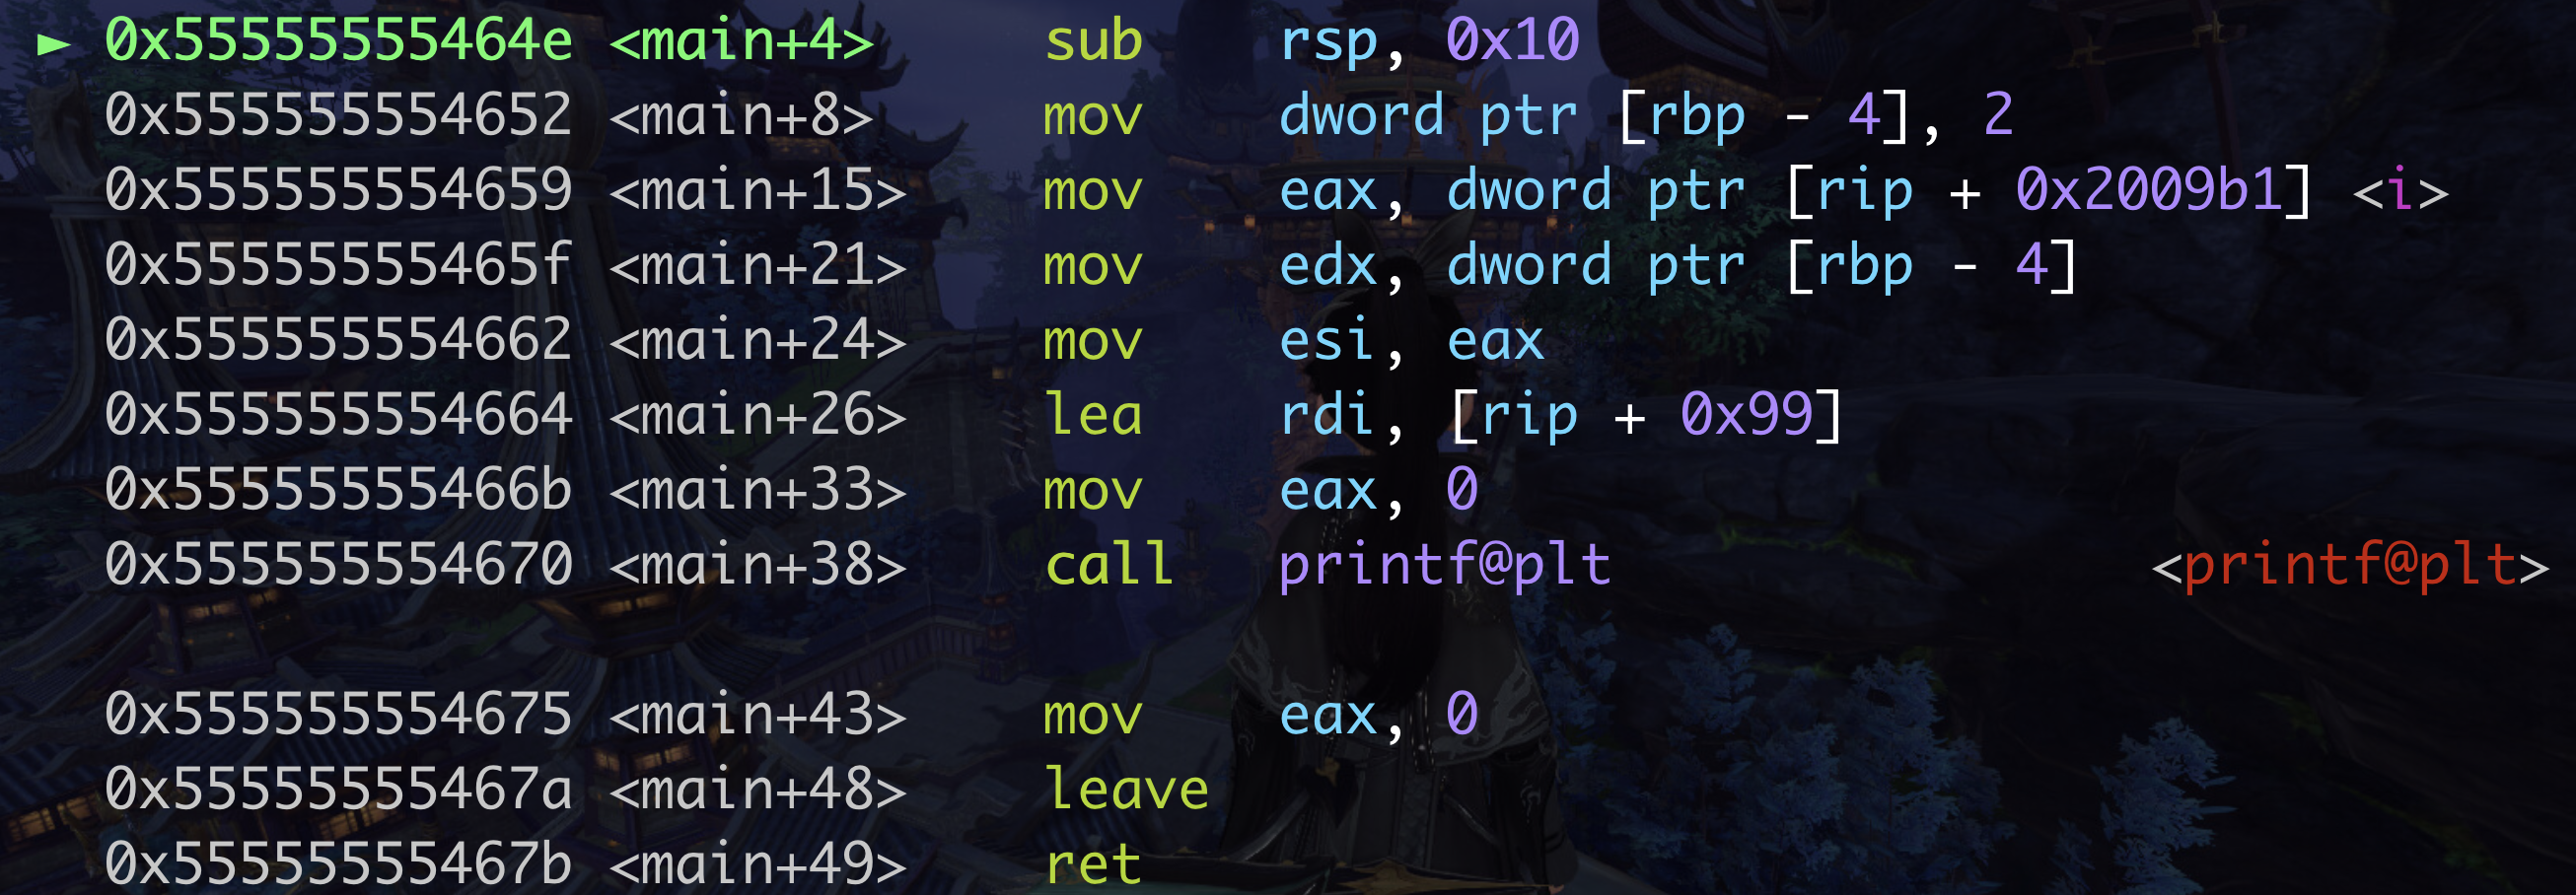 ► 0x55555555464e <main+4> sub rsp, 0x10
0x555555554652 <main+8> mov dword ptr [rbp - 4], 2
0x555555554659 <main+15> mov eax, dword ptr [rip + 0x2009b1] <i>
0x55555555465f <main+21> mov edx, dword ptr [rbp - 4]
0x555555554662 <main+24> mov esi, eax
0x555555554664 <main+26> lea rdi, [rip + 0x99]
0x55555555466b <main+33> mov eax, 0
0x555555554670 <main+38> call printf@plt <printf@plt>
0x555555554675 <main+43> mov eax, 0
0x55555555467a <main+48> leave
0x55555555467b <main+49> ret